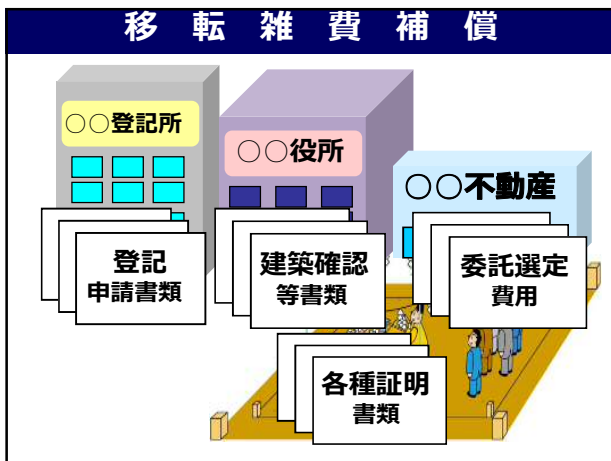 移転雑費補償
○○登記所
○○役所
○○不動産
登記
申請書類
建築確認
等書類
委託選定
費用
各種証明
書類